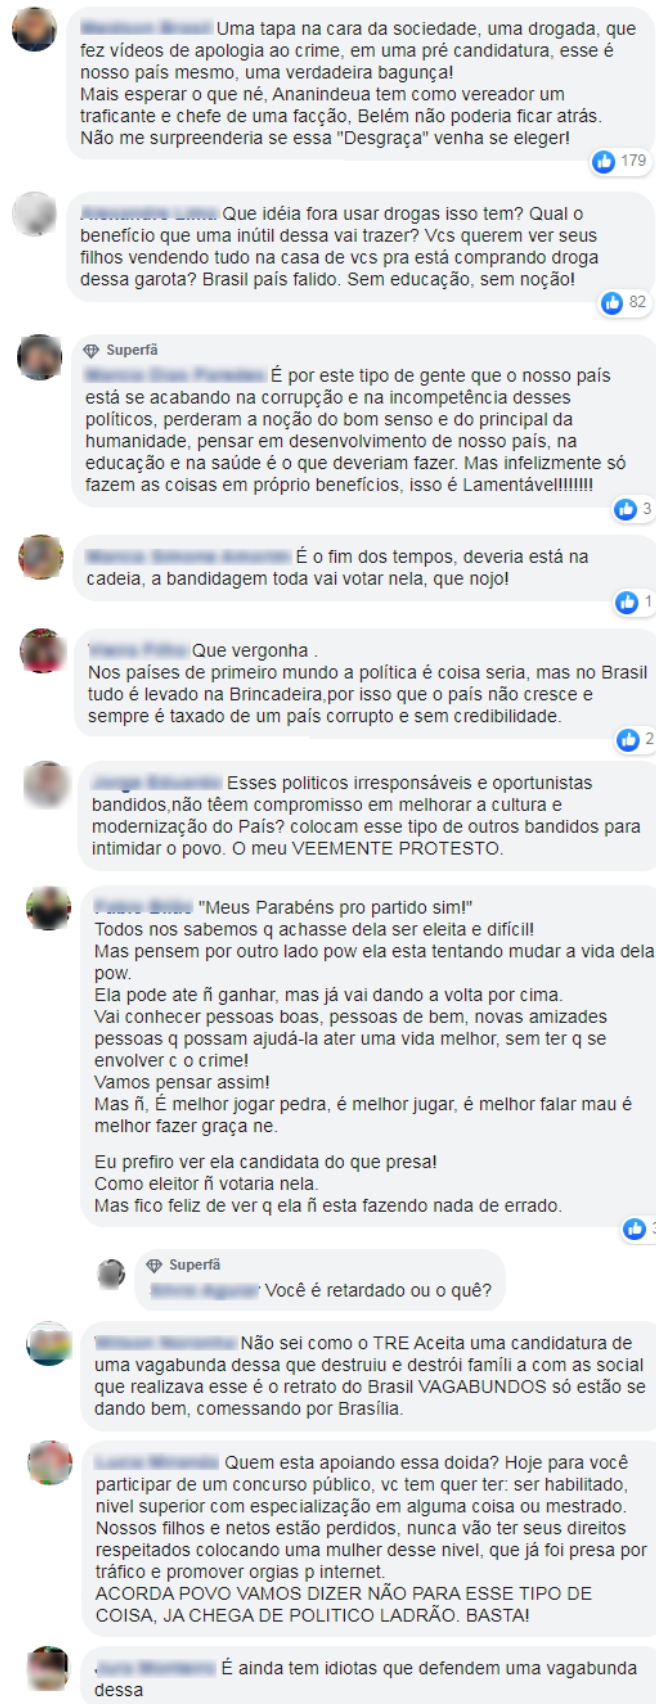 Uma tapa na cara da sociedade, uma drogada, que
fez vídeos de apologia ao crime, em uma pré candidatura, esse é
nosso país mesmo, uma verdadeira bagunça!
Mais esperar o que né, Ananindeua tem como vereador um
traficante e chefe de uma facção, Belém não poderia ficar atrás.
Não me surpreenderia se essa "Desgraça" venha se eleger!
179
Que idéia fora usar drogas isso tem? Qual o
benefício que uma inútil dessa vai trazer? Vcs querem ver seus
filhos vendendo tudo na casa de vcs pra está comprando droga
dessa garota? Brasil país falido. Sem educação, sem noção!
82
Superfã
É por este tipo de gente que o nosso país
está se acabando na corrupção e na incompetência desses
políticos, perderam a noção do bom senso e do principal da
humanidade, pensar em desenvolvimento de nosso país, na
educação e na saúde é o que deveriam fazer. Mas infelizmente só
fazem as coisas em próprio benefícios, isso é Lamentável!!!!!!!!
3
É o fim dos tempos, deveria está na
cadeia, a bandidagem toda vai votar nela, que nojo!
1
Que vergonha .
Nos países de primeiro mundo a política é coisa seria, mas no Brasil
tudo é levado na Brincadeira,por isso que o país não cresce e
sempre é taxado de um país corrupto e sem credibilidade.
2
Esses politicos irresponsáveis e oportunistas
bandidos,não têem compromisso em melhorar a cultura e
modernização do País? colocam esse tipo de outros bandidos para
intimidar o povo. O meu VEEMENTE PROTESTO.
"Meus Parabéns pro partido sim!"
Todos nos sabemos q achasse dela ser eleita e difícil!
Mas pensem por outro lado pow ela esta tentando mudar a vida dela
pow.
Ela pode ate ñ ganhar, mas já vai dando a volta por cima.
Vai conhecer pessoas boas, pessoas de bem, novas amizades
pessoas q possam ajudá-la ater uma vida melhor, sem ter q se
envolver c o crime!
Vamos pensar assim!
Mas ñ, É melhor jogar pedra, é melhor jugar, é melhor falar mau é
melhor fazer graça ne.
Eu prefiro ver ela candidata do que presa!
Como eleitor ñ votaria nela.
Mas fico feliz de ver q ela ñ esta fazendo nada de errado.
Superfã
Você é retardado ou o quê?
Não sei como o TRE Aceita uma candidatura de
uma vagabunda dessa que destruiu e destrói famíli a com as social
que realizava esse é o retrato do Brasil VAGABUNDOS só estão se
dando bem, comessando por Brasília.
Quem esta apoiando essa doida? Hoje para você
participar de um concurso público, vc tem quer ter: ser habilitado,
nivel superior com especialização em alguma coisa ou mestrado.
Nossos filhos e netos estão perdidos, nunca vão ter seus direitos
respeitados colocando uma mulher desse nivel, que já foi presa por
tráfico e promover orgias p internet.
ACORDA POVO VAMOS DIZER NÃO PARA ESSE TIPO DE
COISA, JA CHEGA DE POLITICO LADRÃO. BASTA!
É ainda tem idiotas que defendem uma vagabunda
dessa